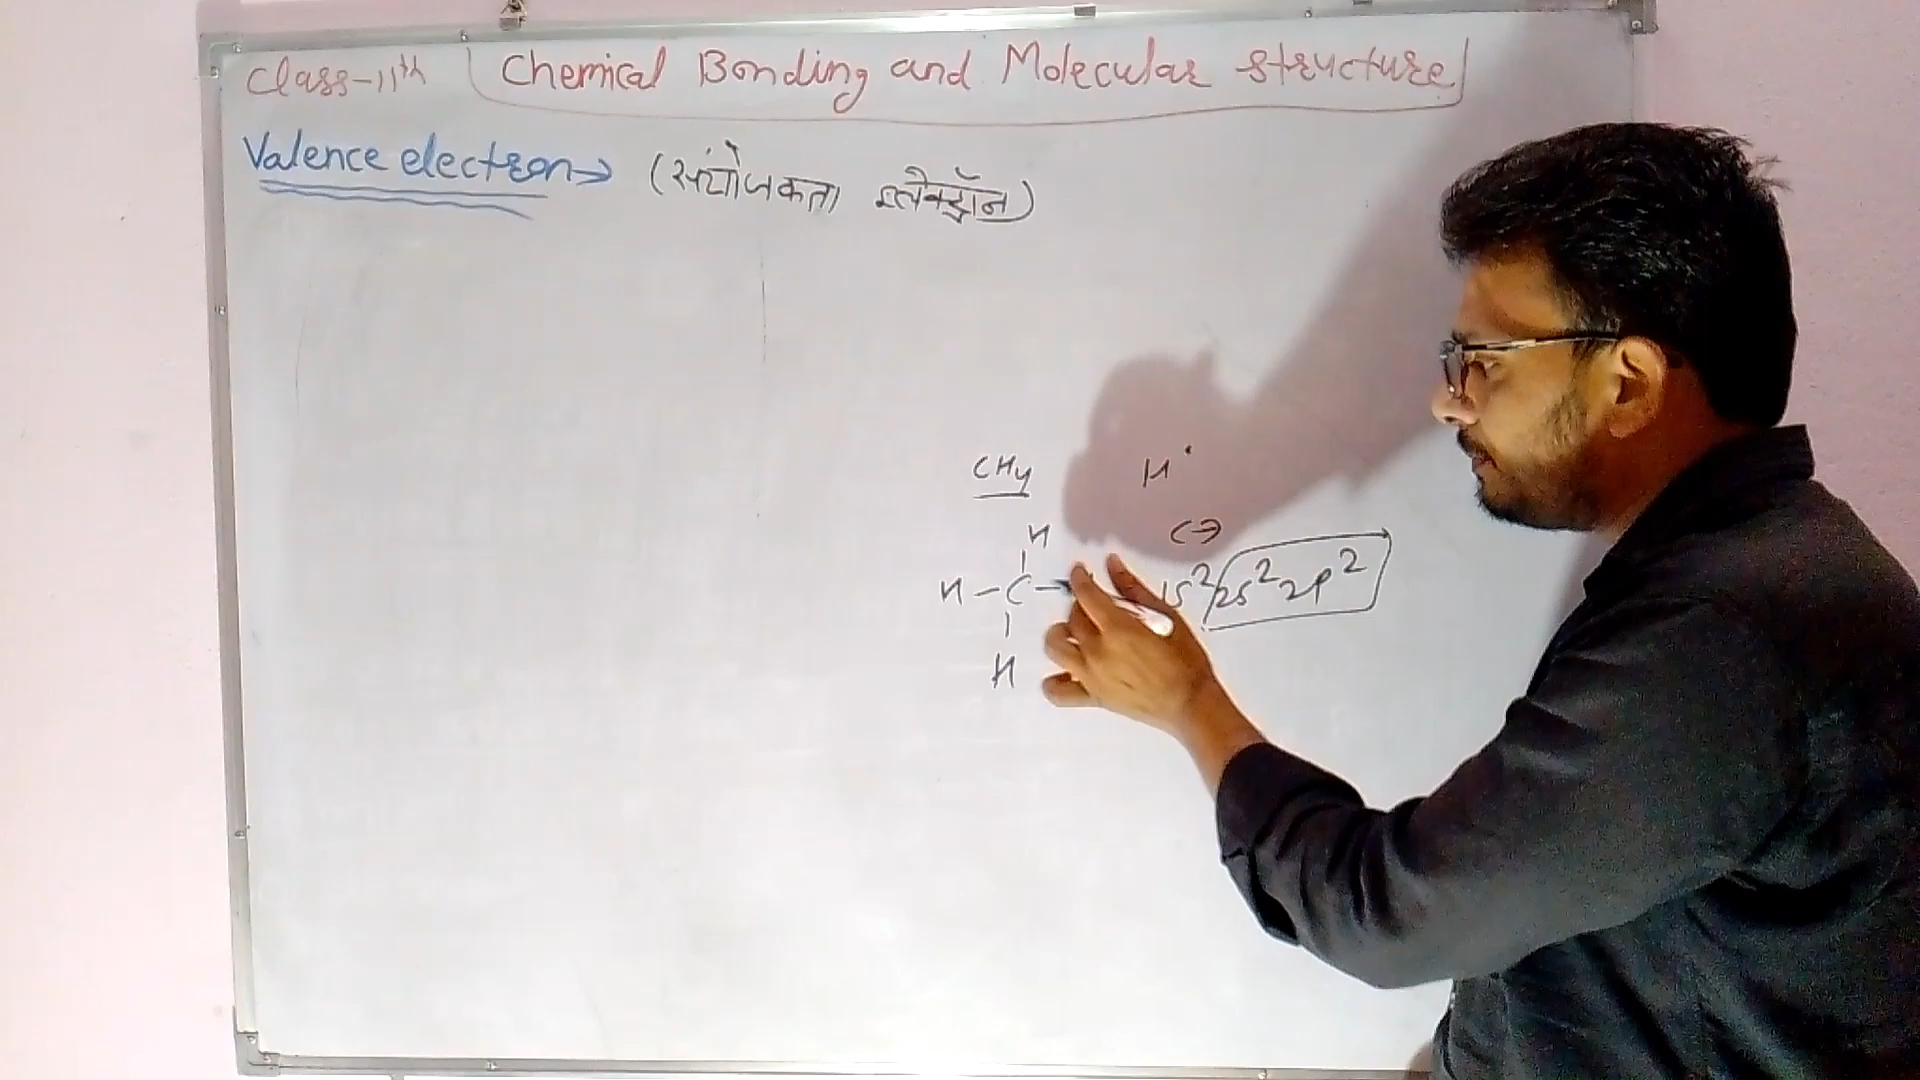 Class-11th Chemical Bonding and Molecular structure
Valence electron→ (संयोजकता इलेक्ट्रॉन)
CH4 H•
H
C→
H-C- 1s² 2s² 2p²
H